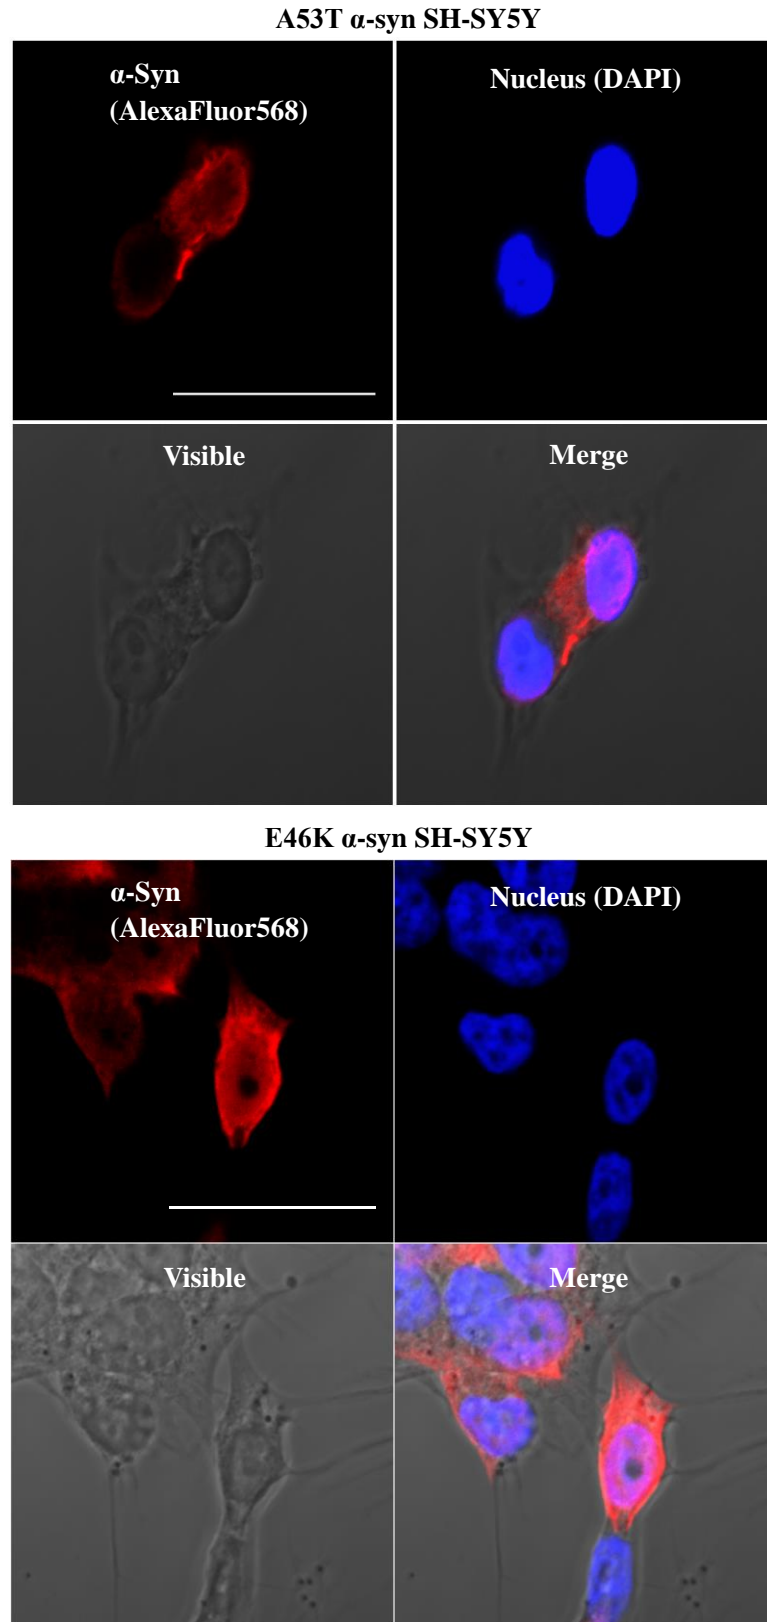 A53T α-syn SH-SY5Y
α-Syn
(AlexaFluor568)
Nucleus (DAPI)
Visible
Merge
E46K α-syn SH-SY5Y
α-Syn
(AlexaFluor568)
Nucleus (DAPI)
Visible
Merge